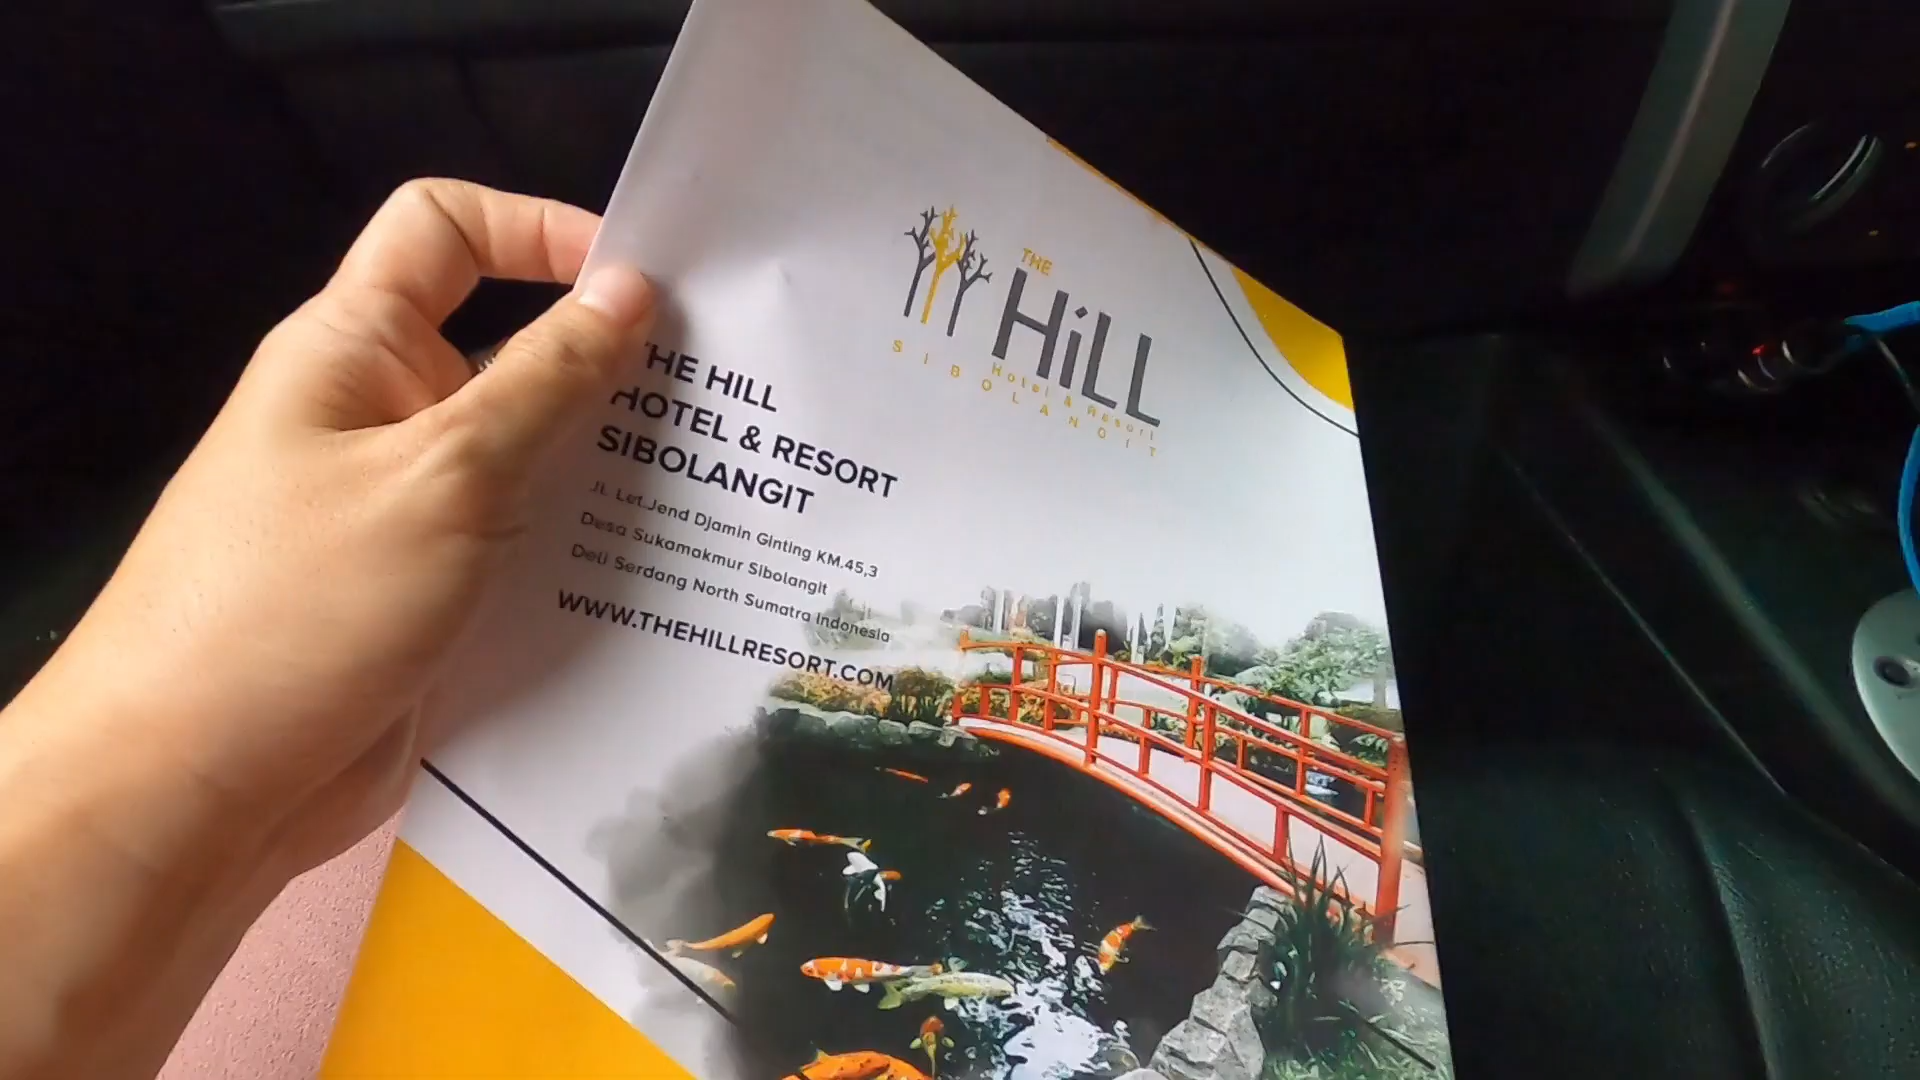 THE
HiLL
Hotel & Resort
SIBOLANGIT
THE HILL
HOTEL & RESORT
SIBOLANGIT
Jl. Let.Jend Djamin Ginting KM.45,3
Desa Sukamakmur Sibolangit
Deli Serdang North Sumatra Indonesia
WWW.THEHILLRESORT.COM